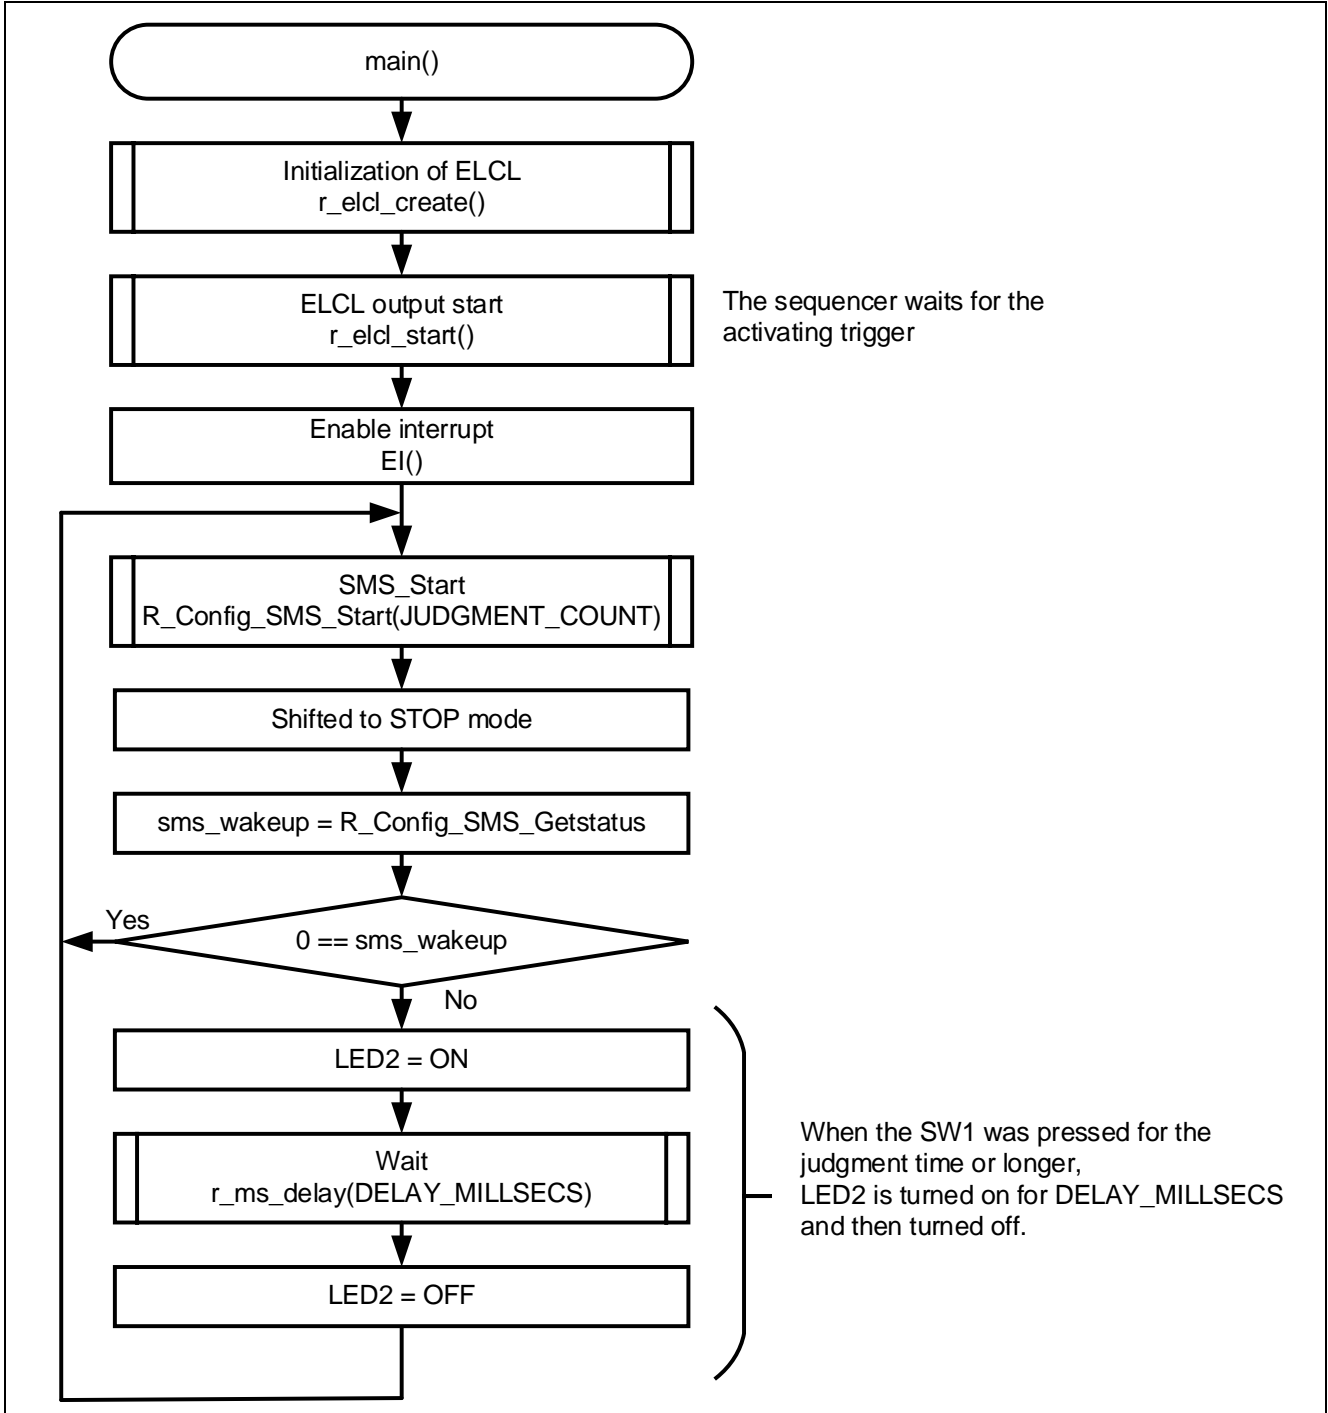 main()
Initialization of ELCL
r_elcl_create()
ELCL output start
r_elcl_start()
The sequencer waits for the
activating trigger
Enable interrupt
EI()
SMS_Start
R_Config_SMS_Start(JUDGMENT_COUNT)
Shifted to STOP mode
sms_wakeup = R_Config_SMS_Getstatus
Yes
0 == sms_wakeup
No
LED2 = ON
Wait
r_ms_delay(DELAY_MILLSECS)
LED2 = OFF
When the SW1 was pressed for the
judgment time or longer,
LED2 is turned on for DELAY_MILLSECS
and then turned off.